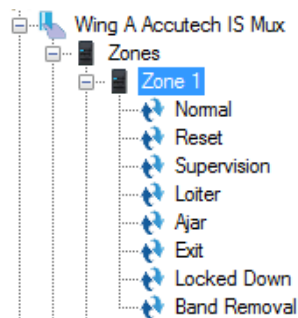 Wing A Accutech IS Mux
Zones
Zone 1
Normal
Reset
Supervision
Loiter
Ajar
Exit
Locked Down
Band Removal